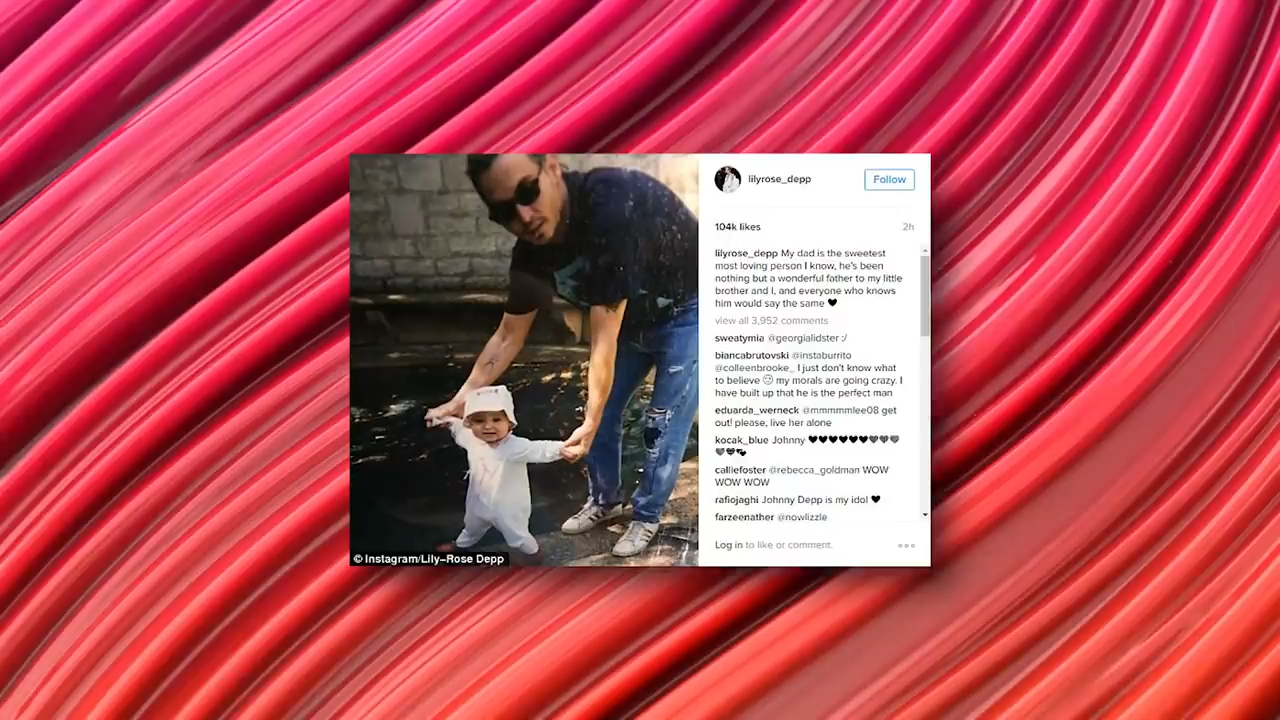 lilyrose_depp
Follow
104k likes
2h
lilyrose_depp My dad is the sweetest
most loving person I know, he's been
nothing but a wonderful father to my little
brother and I, and everyone who knows
him would say the same 🖤
view all 3,952 comments
sweatymia @georgialidster :/
biancabrutovski @instaburrito
@colleenbrooke_ I just don't know what
to believe 🙁 my morals are going crazy. I
have built up that he is the perfect man
eduarda_werneck @mmmmmlee08 get
out! please, live her alone
kocak_blue Johnny
calliefoster @rebecca_goldman WOW
WOW WOW
rafiojaghi Johnny Depp is my idol 🖤
farzeenather @nowlizzle
Log in to like or comment.
© Instagram/Lily-Rose Depp